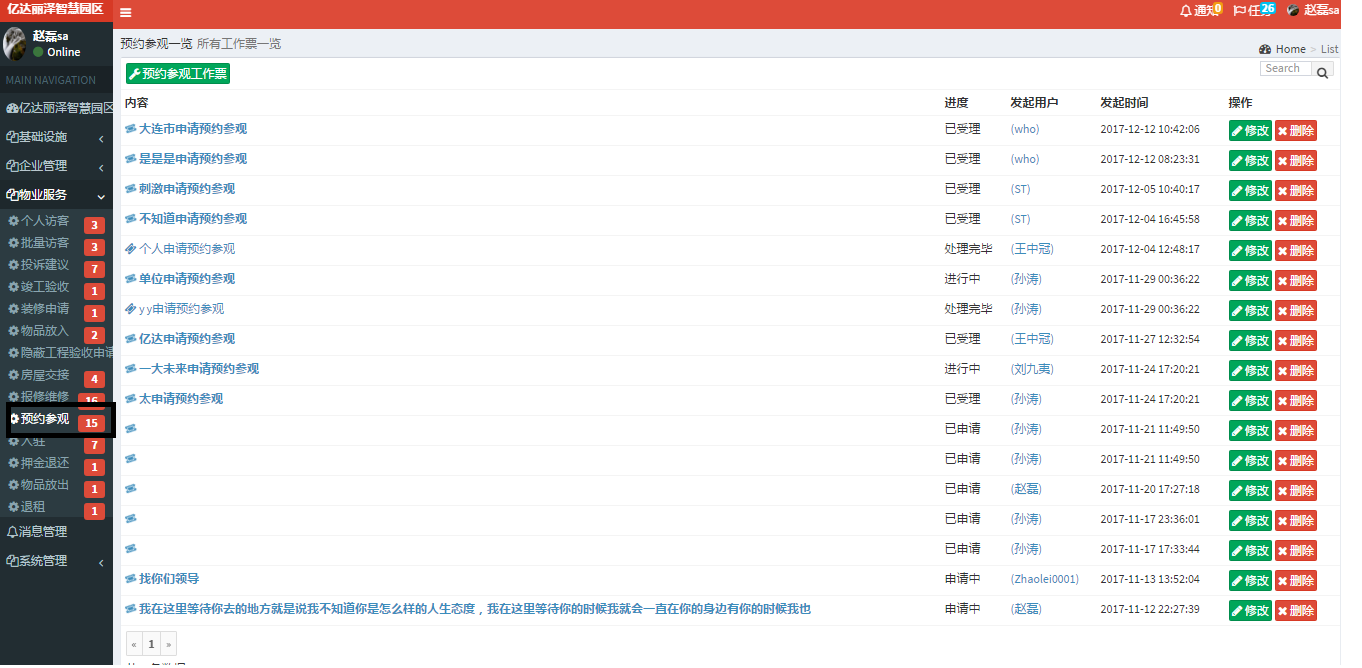 亿达丽泽智慧园区
通知 0
任务 26
赵磊sa
赵磊sa
Online
MAIN NAVIGATION
亿达丽泽智慧园区
基础设施
企业管理
物业服务
个人访客 3
批量访客 3
投诉建议 7
竣工验收 1
装修申请 1
物品放入 2
隐蔽工程验收申请
房屋交接 4
报修维修 16
预约参观 15
入驻 7
押金退还 1
物品放出 1
退租 1
消息管理
系统管理
预约参观一览 所有工作票一览
Home > List
预约参观工作票
Search
内容 进度 发起用户 发起时间 操作
大连市申请预约参观 已受理 (who) 2017-12-12 10:42:06 修改 删除
是是是申请预约参观 已受理 (who) 2017-12-12 08:23:31 修改 删除
刺激申请预约参观 已受理 (ST) 2017-12-05 10:40:17 修改 删除
不知道申请预约参观 已受理 (ST) 2017-12-04 16:45:58 修改 删除
个人申请预约参观 处理完毕 (王中冠) 2017-12-04 12:48:17 修改 删除
单位申请预约参观 进行中 (孙涛) 2017-11-29 00:36:22 修改 删除
yy申请预约参观 处理完毕 (孙涛) 2017-11-29 00:36:22 修改 删除
亿达申请预约参观 已受理 (王中冠) 2017-11-27 12:32:54 修改 删除
一大未来申请预约参观 进行中 (刘九夷) 2017-11-24 17:20:21 修改 删除
太申请预约参观 已受理 (孙涛) 2017-11-24 17:20:21 修改 删除
已申请 (孙涛) 2017-11-21 11:49:50 修改 删除
已申请 (孙涛) 2017-11-21 11:49:50 修改 删除
已申请 (赵磊) 2017-11-20 17:27:18 修改 删除
已申请 (孙涛) 2017-11-17 23:36:01 修改 删除
已申请 (孙涛) 2017-11-17 17:33:44 修改 删除
找你们领导 申请中 (Zhaolei0001) 2017-11-13 13:52:04 修改 删除
我在这里等待你去的地方就是说我不知道你是怎么样的人生态度，我在这里等待你的时候我就会一直在你的身边有你的时候我也 申请中 (赵磊) 2017-11-12 22:27:39 修改 删除
« 1 »